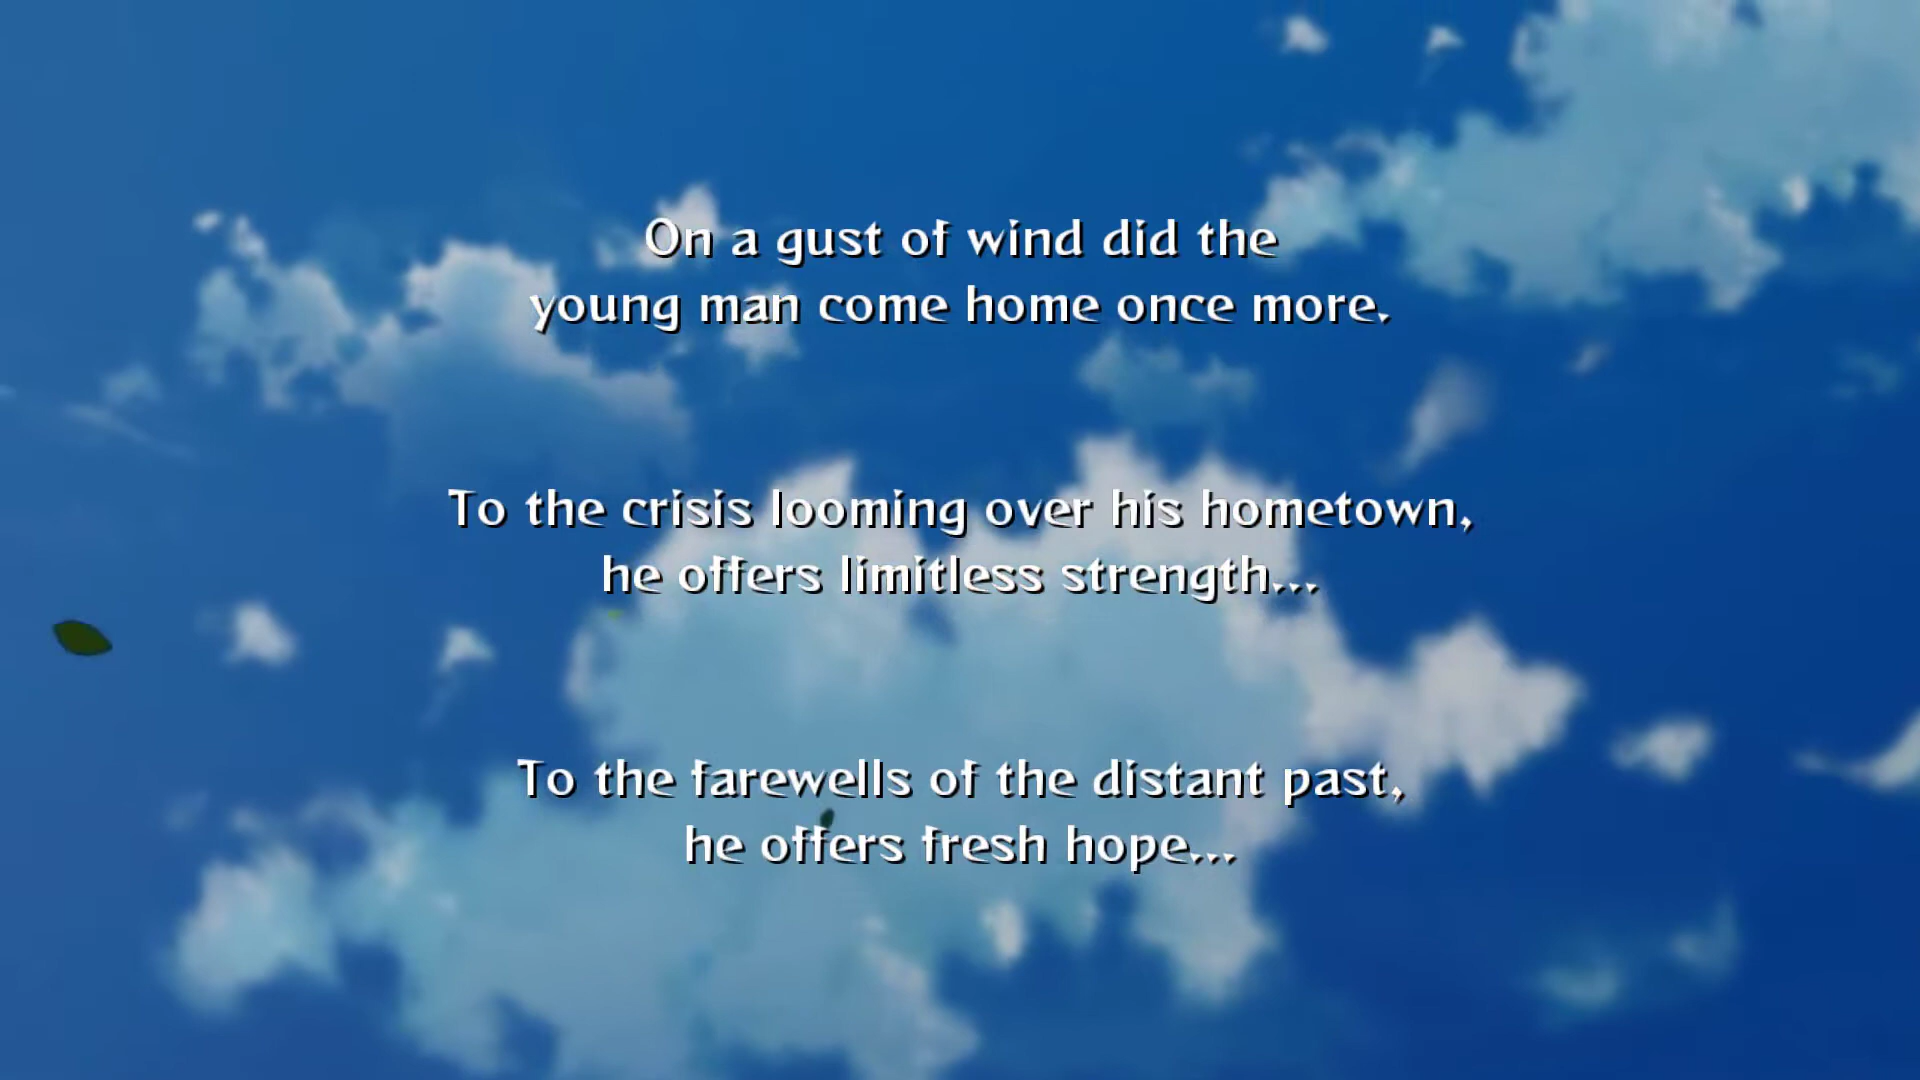 On a gust of wind did the
young man come home once more.
To the crisis looming over his hometown,
he offers limitless strength...
To the farewells of the distant past,
he offers fresh hope...